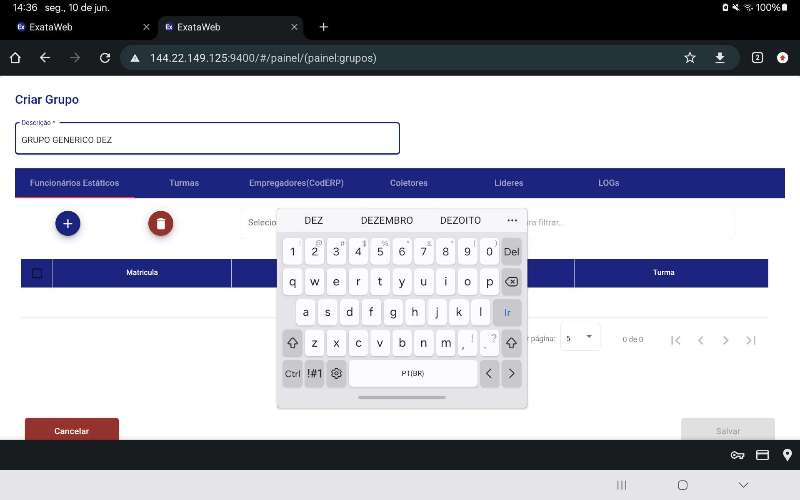 14:36 seg., 10 de jun. 100%
ExataWeb ExataWeb
144.22.149.125:9400/#/painel/(painel:grupos) 2
Criar Grupo
Descrição *
GRUPO GENERICO DEZ
Funcionários Estáticos Turmas Empregadores(CodERP) Coletores Líderes LOGs
Selecio ra filtrar...
DEZ DEZEMBRO DEZOITO ...
1 2 3 4 5 6 7 8 9 0 Del
Matrícula Turma
q w e r t y u i o p
a s d f g h j k l Ir
página: 5 0 de 0
z x c v b n m , ! . ?
Ctrl !#1 PT(BR)
Cancelar Salvar